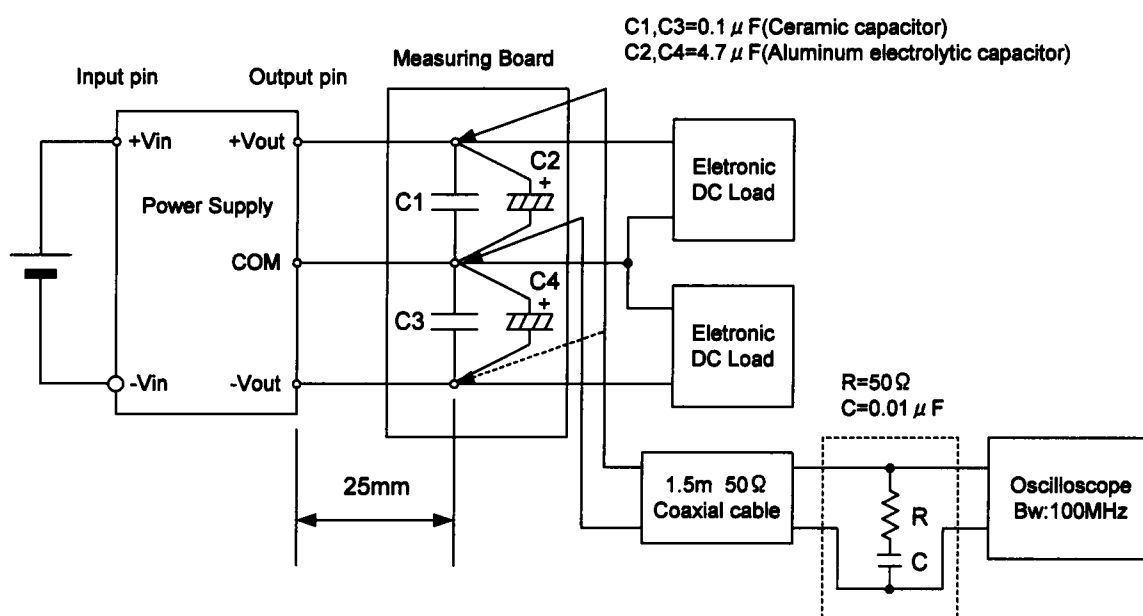 C1,C3=0.1 μ F(Ceramic capacitor)
C2,C4=4.7 μ F(Aluminum electrolytic capacitor)
Measuring Board
Input pin
Output pin
+Vin
+Vout
C2
+
Eletronic
DC Load
C1
Power Supply
COM
C4
+
C3
Eletronic
DC Load
-Vin
-Vout
R=50Ω
C=0.01 μ F
25mm
1.5m 50Ω
Coaxial cable
R
C
Oscilloscope
Bw:100MHz